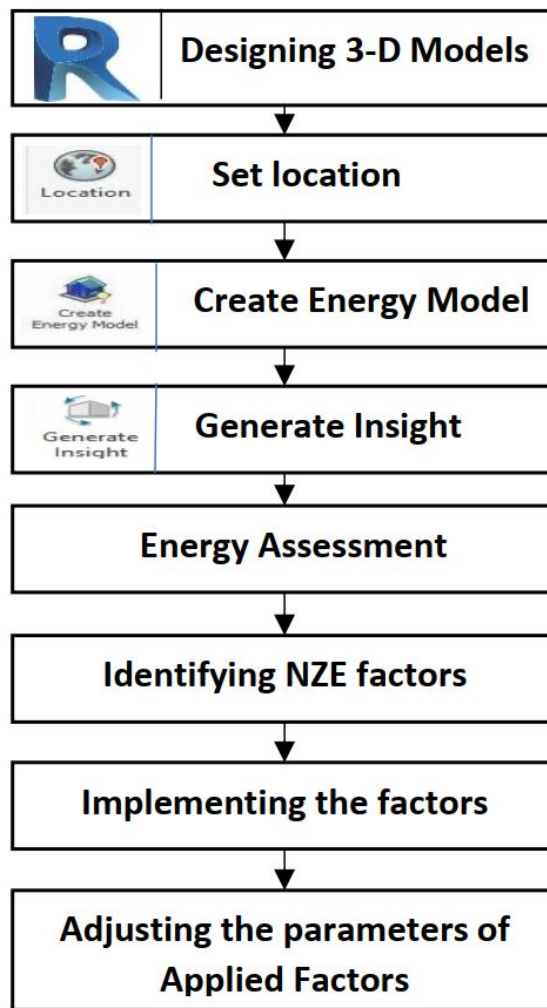 Designing 3-D Models
Location
Set location
Create
Energy Model
Create Energy Model
Generate
Insight
Generate Insight
Energy Assessment
Identifying NZE factors
Implementing the factors
Adjusting the parameters of
Applied Factors